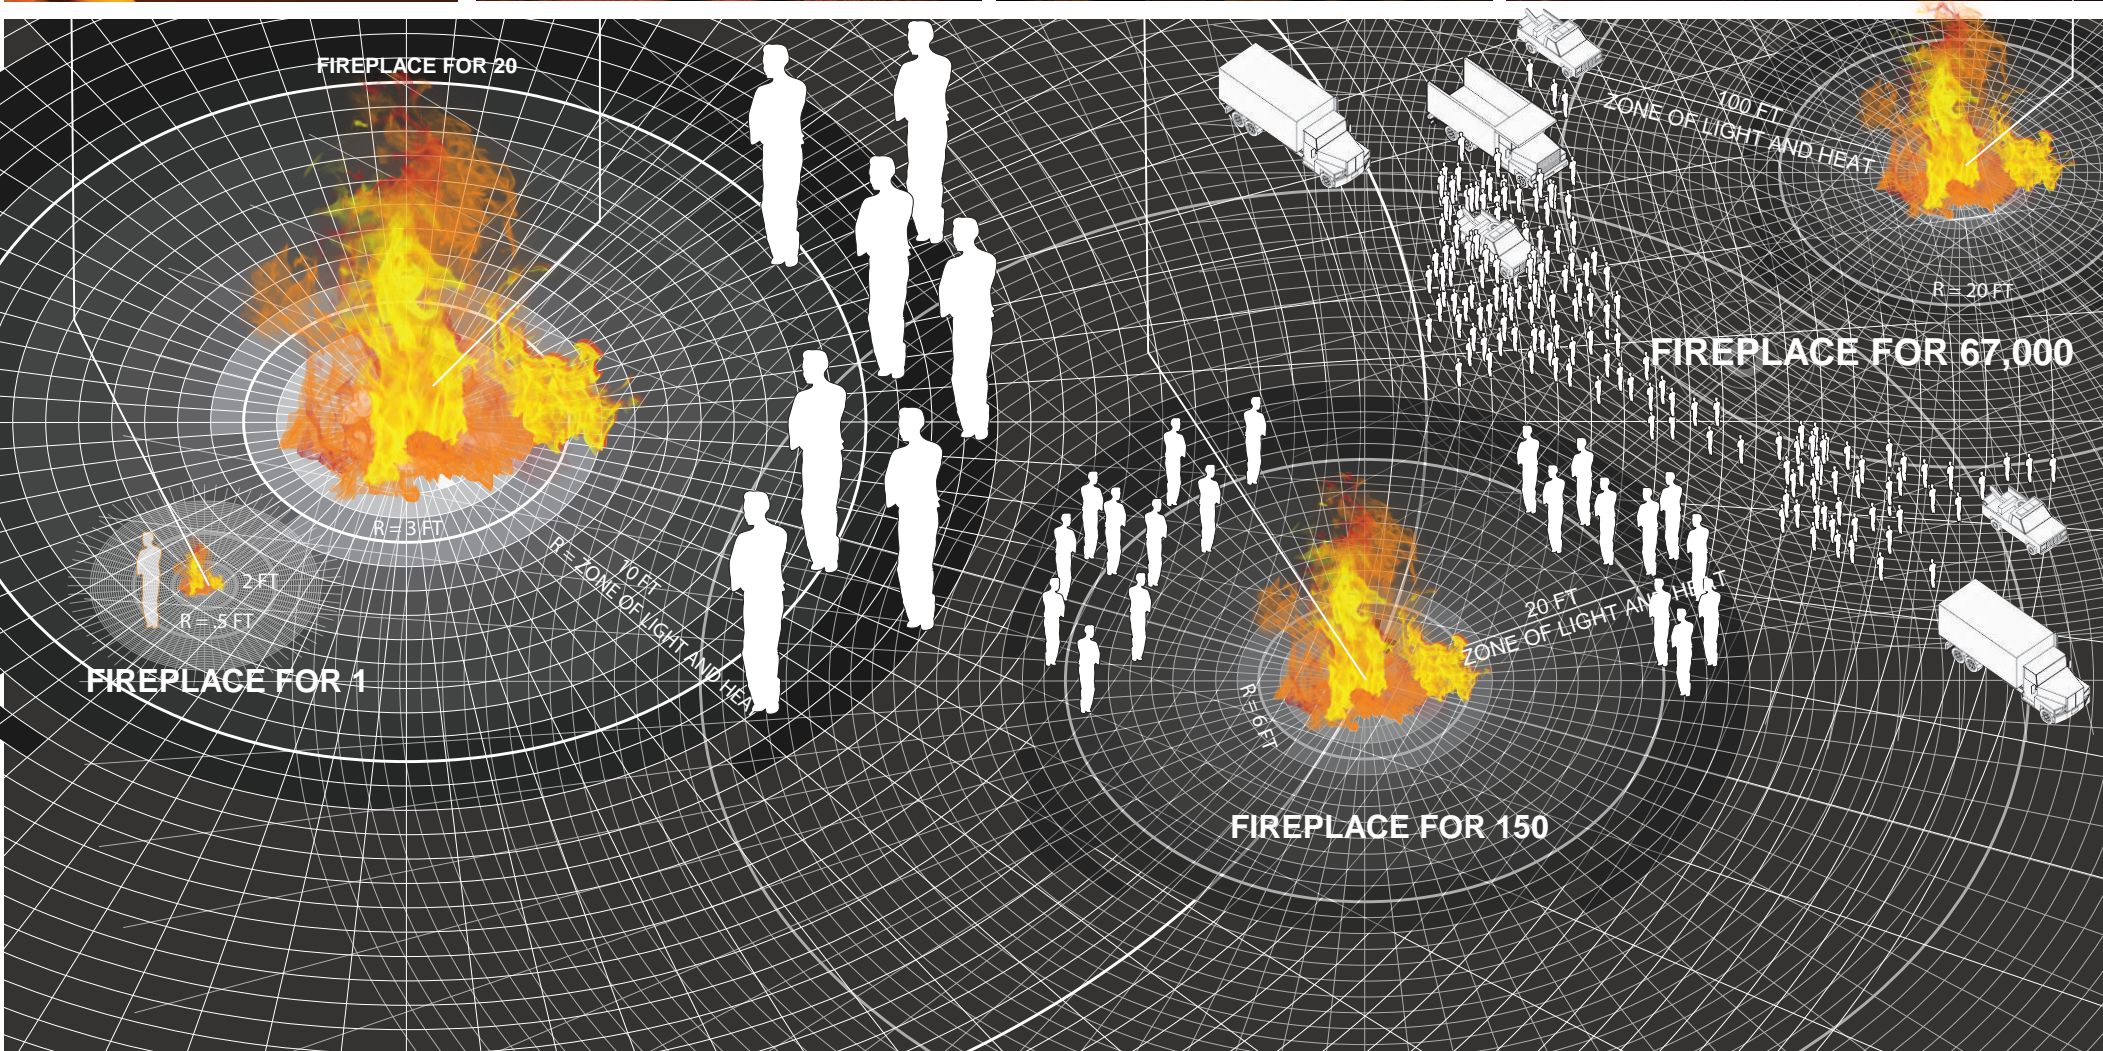 FIREPLACE FOR 20
R = 3 FT
10 FT
R = ZONE OF LIGHT AND HEAT
2 FT
R = .5 FT
FIREPLACE FOR 1
100 FT
ZONE OF LIGHT AND HEAT
R = 20 FT
FIREPLACE FOR 67,000
20 FT
ZONE OF LIGHT AND HEAT
R = 6 FT
FIREPLACE FOR 150